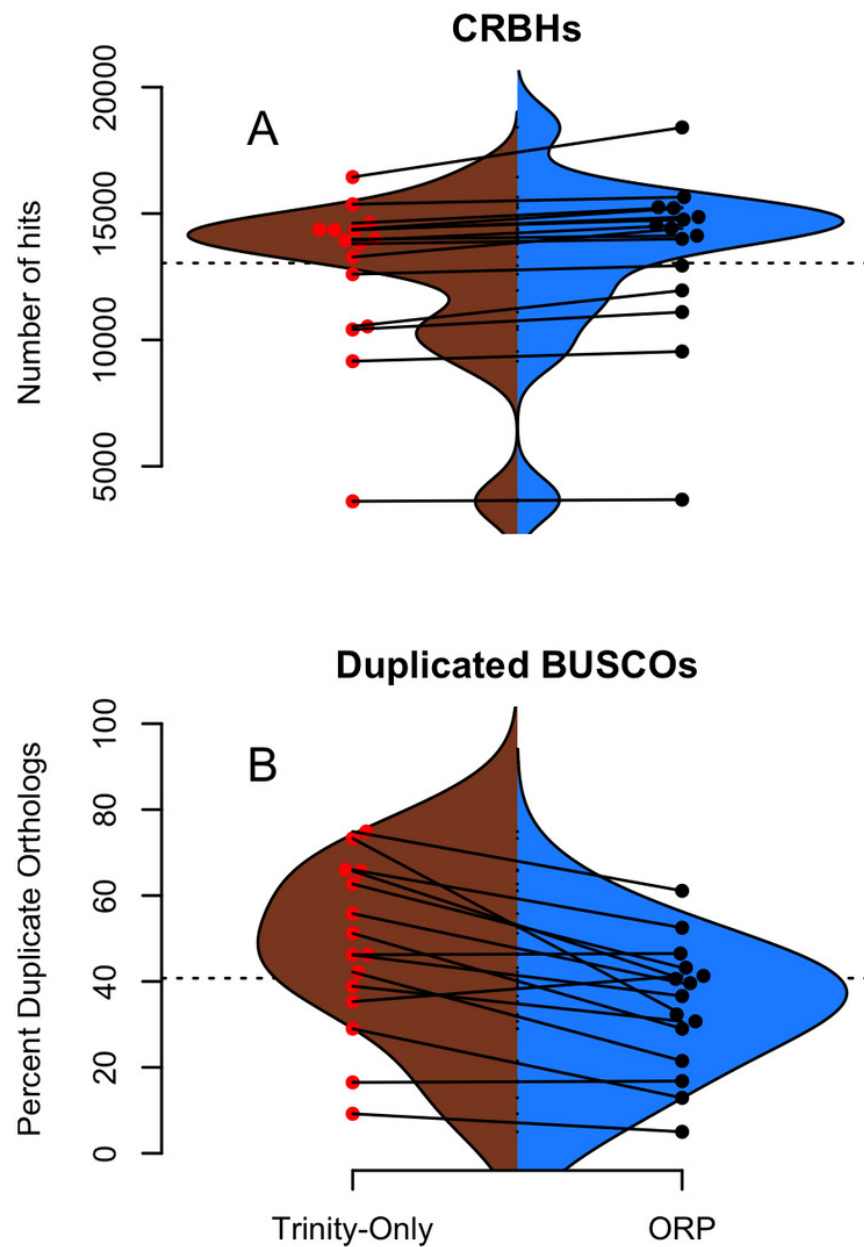 CRBHs
A
Number of hits
20000
15000
10000
5000
Duplicated BUSCOs
B
Percent Duplicate Orthologs
100
80
60
40
20
0
Trinity-Only ORP